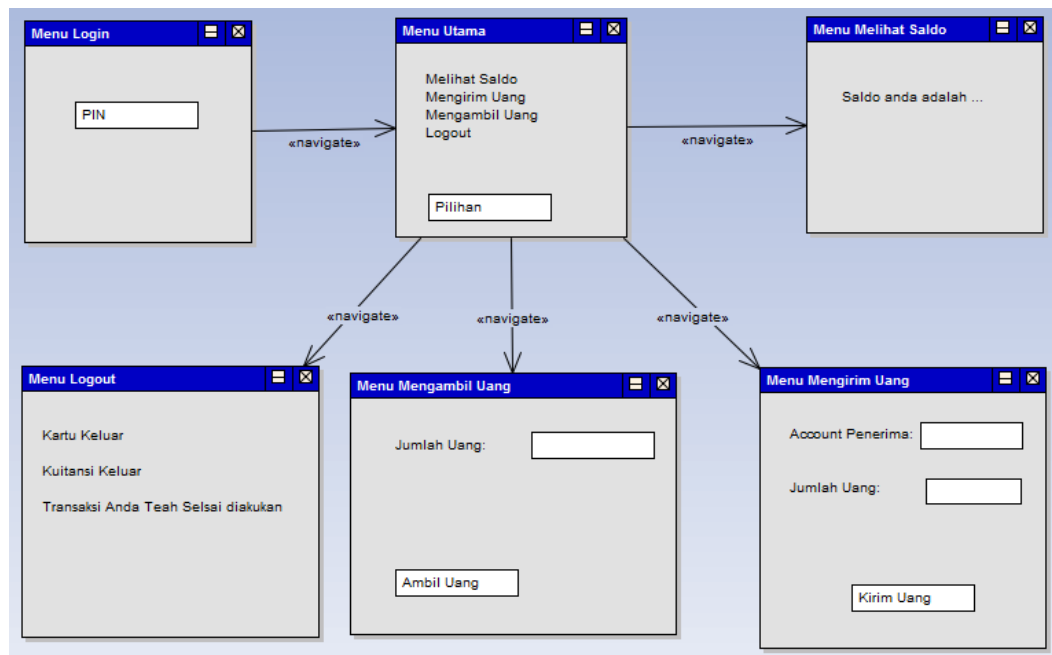 Menu Login
PIN
«navigate»
Menu Utama
Melihat Saldo
Mengirim Uang
Mengambil Uang
Logout
Pilihan
«navigate»
Menu Melihat Saldo
Saldo anda adalah ...
«navigate»
«navigate»
«navigate»
Menu Logout
Kartu Keluar
Kuitansi Keluar
Transaksi Anda Teah Selsai diakukan
Menu Mengambil Uang
Jumlah Uang:
Ambil Uang
Menu Mengirim Uang
Account Penerima:
Jumlah Uang:
Kirim Uang